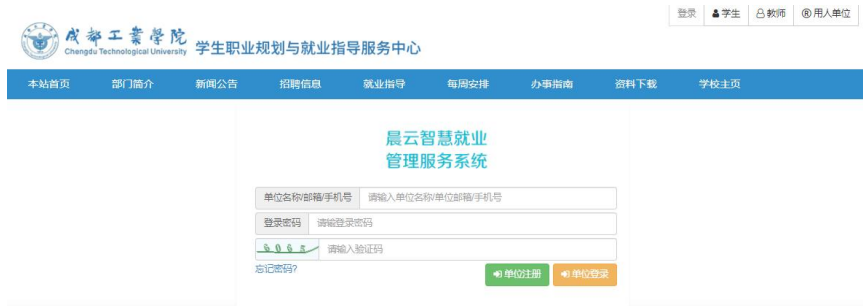 登录 学生 教师 ®用人单位
成都工業學院
Chengdu Technological University
学生职业规划与就业指导服务中心
本站首页 部门简介 新闻公告 招聘信息 就业指导 每周安排 办事指南 资料下载 学校主页
晨云智慧就业
管理服务系统
单位名称/邮箱/手机号 请输入单位名称/单位邮箱/手机号
登录密码 请输登录密码
请输入验证码
忘记密码? 单位注册 单位登录